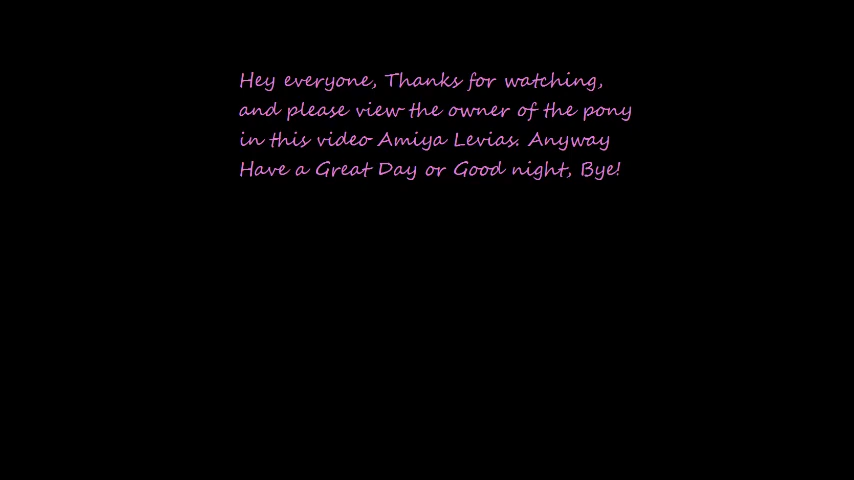 Hey everyone, Thanks for watching,
and please view the owner of the pony
in this video Amiya Levias. Anyway
Have a Great Day or Good night, Bye!